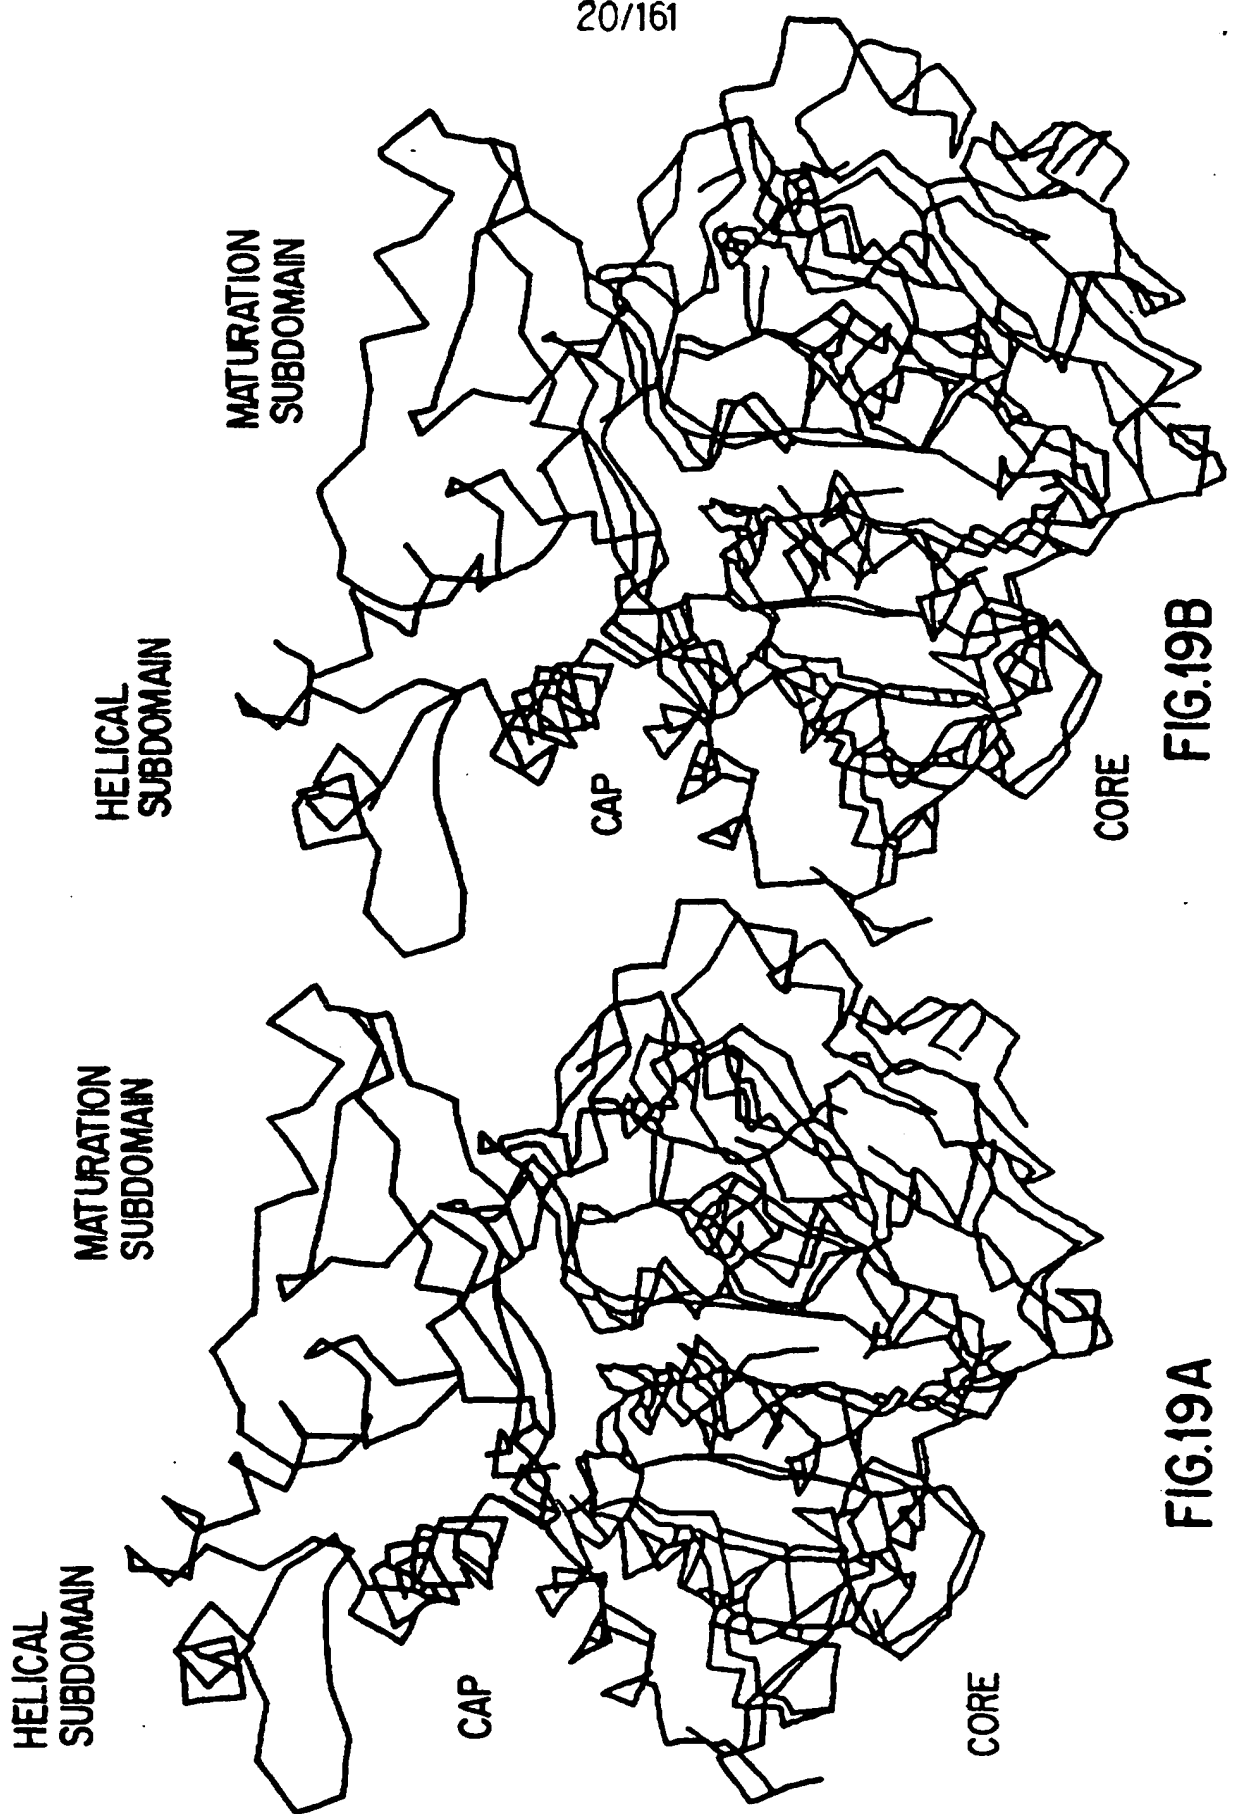 20/161
HELICAL
SUBDOMAIN
MATURATION
SUBDOMAIN
CAP
CORE
FIG.19A
HELICAL
SUBDOMAIN
MATURATION
SUBDOMAIN
CAP
CORE
FIG.19B